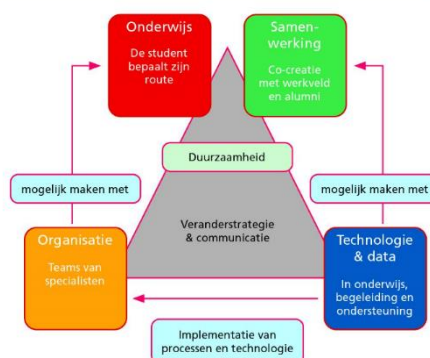 Onderwijs
De student
bepaalt zijn
route
Samen-
werking
Co-creatie
met werkveld
en alumni
Duurzaamheid
mogelijk maken met
mogelijk maken met
Veranderstrategie
& communicatie
Organisatie
Teams van
specialisten
Technologie
& data
In onderwijs,
begeleiding en
ondersteuning
Implementatie van
processen en technologie